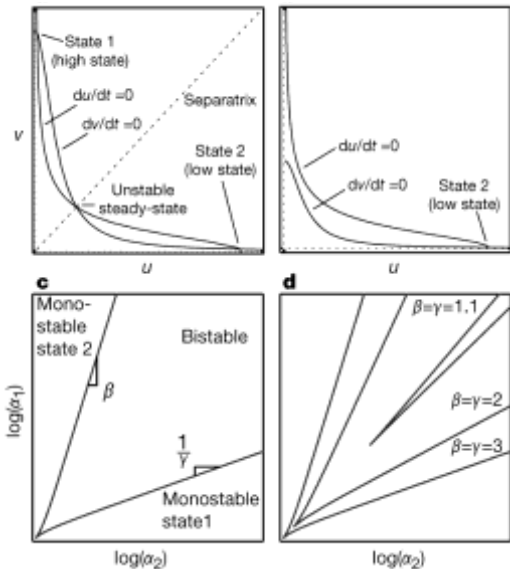 State 1
(high state)
du/dt =0
dv/dt =0
Separatrix
State 2
(low state)
Unstable
steady-state
v
u
du/dt =0
dv/dt =0
State 2
(low state)
u
c
Mono-
stable
state 2
Bistable
β
1/γ
Monostable
state1
log(α₁)
log(α₂)
d
β=γ=1,1
β=γ=2
β=γ=3
log(α₂)